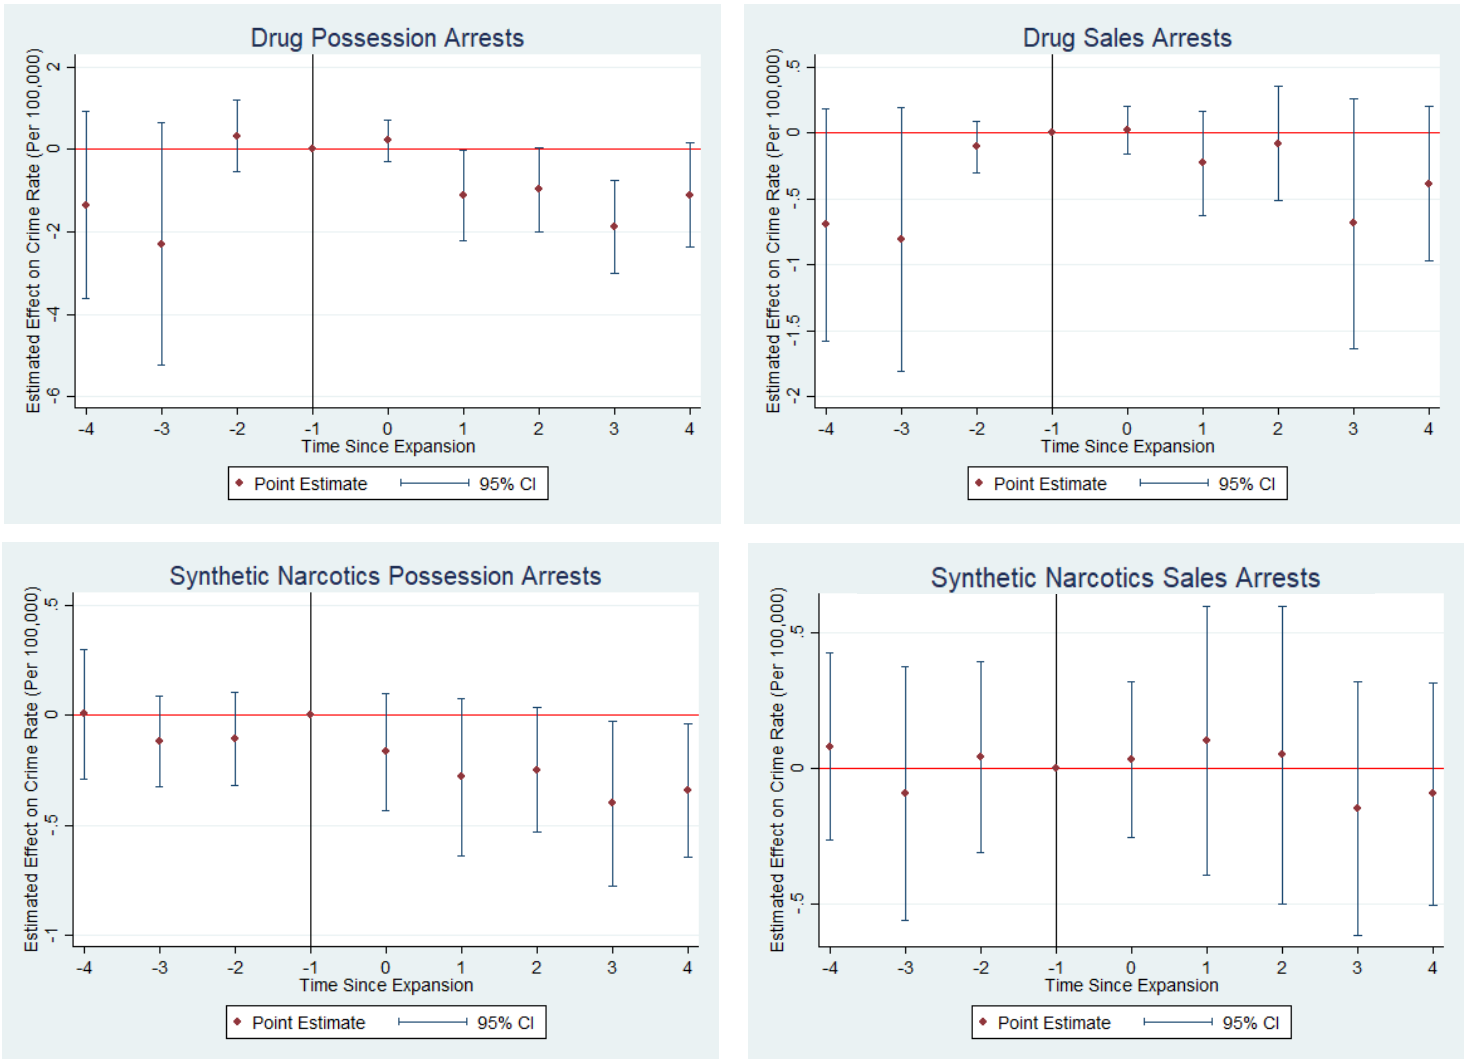 Drug Possession Arrests
Estimated Effect on Crime Rate (Per 100,000)
2
0
-2
-4
-6
-4 -3 -2 -1 0 1 2 3 4
Time Since Expansion
Point Estimate 95% CI
Drug Sales Arrests
Estimated Effect on Crime Rate (Per 100,000)
.5
0
-.5
-1
-1.5
-2
-4 -3 -2 -1 0 1 2 3 4
Time Since Expansion
Point Estimate 95% CI
Synthetic Narcotics Possession Arrests
Estimated Effect on Crime Rate (Per 100,000)
.5
0
-.5
-1
-4 -3 -2 -1 0 1 2 3 4
Time Since Expansion
Point Estimate 95% CI
Synthetic Narcotics Sales Arrests
Estimated Effect on Crime Rate (Per 100,000)
.5
0
-.5
-4 -3 -2 -1 0 1 2 3 4
Time Since Expansion
Point Estimate 95% CI